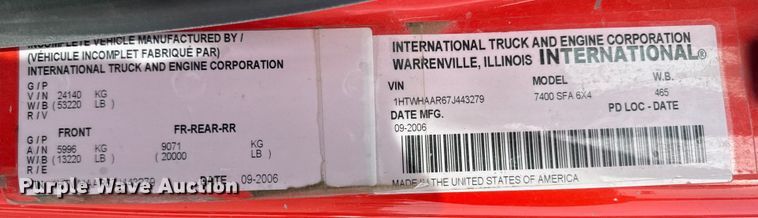 INCOMPLETE VEHICLE MANUFACTURED BY /
(VÉHICULE INCOMPLET FABRIQUÉ PAR)
INTERNATIONAL TRUCK AND ENGINE CORPORATION
G / P
V / N 24140 KG
W / B ( 53220 LB )
R / V
FRONT FR-REAR-RR
G / P
A / N 5996 KG 9071 KG
W / B ( 13220 LB ) ( 20000 LB )
R / E
DATE 09-2006
INTERNATIONAL TRUCK AND ENGINE CORPORATION
WARRENVILLE, ILLINOIS INTERNATIONAL®
VIN MODEL W.B.
1HTWHAAR67J443279 7400 SFA 6X4 465
DATE MFG. PD LOC - DATE
09-2006
MADE IN THE UNITED STATES OF AMERICA
Purple Wave Auction